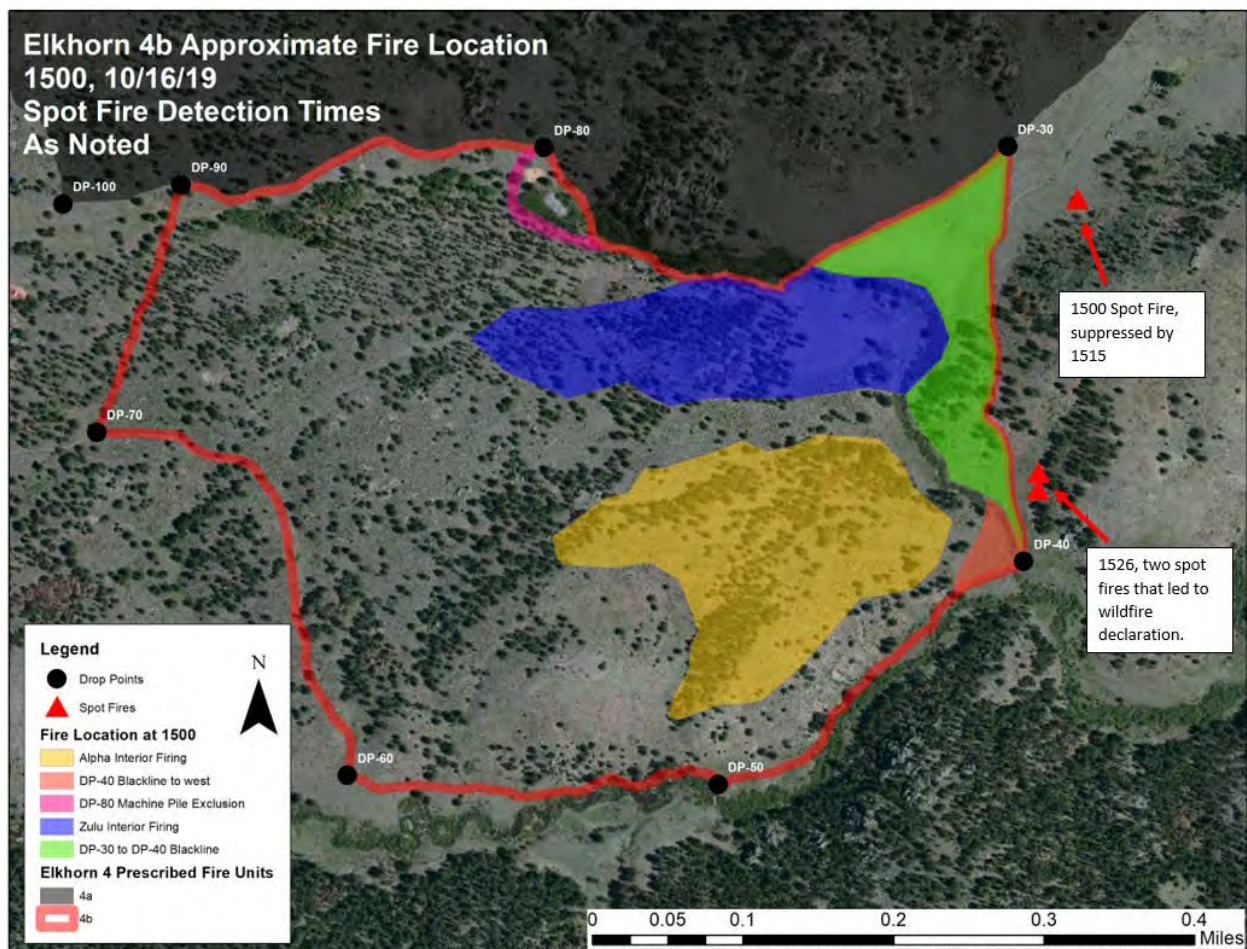 Elkhorn 4b Approximate Fire Location
1500, 10/16/19
Spot Fire Detection Times
As Noted
DP-80
DP-30
DP-90
DP-100
1500 Spot Fire,
suppressed by
1515
DP-70
DP-40
1526, two spot
fires that led to
wildfire
declaration.
DP-60
DP-50
Legend
N
Drop Points
Spot Fires
Fire Location at 1500
Alpha Interior Firing
DP-40 Blackline to west
DP-80 Machine Pile Exclusion
Zulu Interior Firing
DP-30 to DP-40 Blackline
Elkhorn 4 Prescribed Fire Units
4a
4b
0 0.05 0.1 0.2 0.3 0.4
Miles